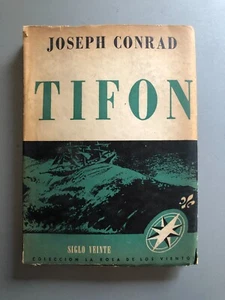 JOSEPH CONRAD
TIFON
SIGLO VEINTE
COLECCION LA ROSA DE LOS VIENTOS